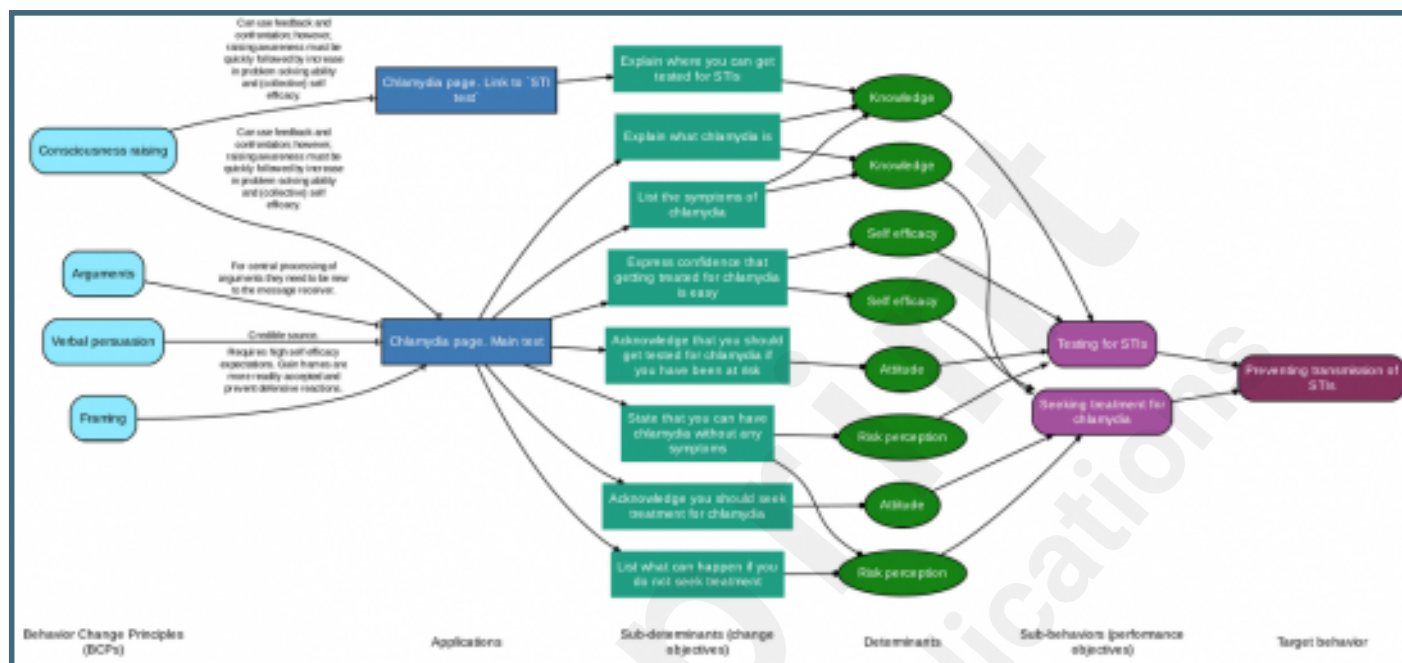 Can use feedback and
confrontation; however,
raising awareness must be
quickly followed by increase
in problem solving ability
and (collective) self
efficacy.
Consciousness raising
Can use feedback and
confrontation; however,
raising awareness must be
quickly followed by increase
in problem solving ability
and (collective) self
efficacy.
Arguments
For central processing of
arguments they need to be new
to the message receiver.
Verbal persuasion
Credible source.
Requires high self efficacy
expectations. Gain frames are
more readily accepted and
prevent defensive reactions.
Framing
Chlamydia page. Link to `STI
test`
Chlamydia page. Main text
Explain where you can get
tested for STIs
Explain what chlamydia is
List the symptoms of
chlamydia
Express confidence that
getting treated for chlamydia
is easy
Acknowledge that you should
get tested for chlamydia if
you have been at risk
State that you can have
chlamydia without any
symptoms
Acknowledge you should seek
treatment for chlamydia
List what can happen if you
do not seek treatment
Knowledge
Knowledge
Self efficacy
Self efficacy
Attitude
Risk perception
Attitude
Risk perception
Testing for STIs
Seeking treatment for
chlamydia
Preventing transmission of
STIs
Behavior Change Principles
(BCPs)
Applications
Sub-determinants (change
objectives)
Determinants
Sub-behaviors (performance
objectives)
Target behavior